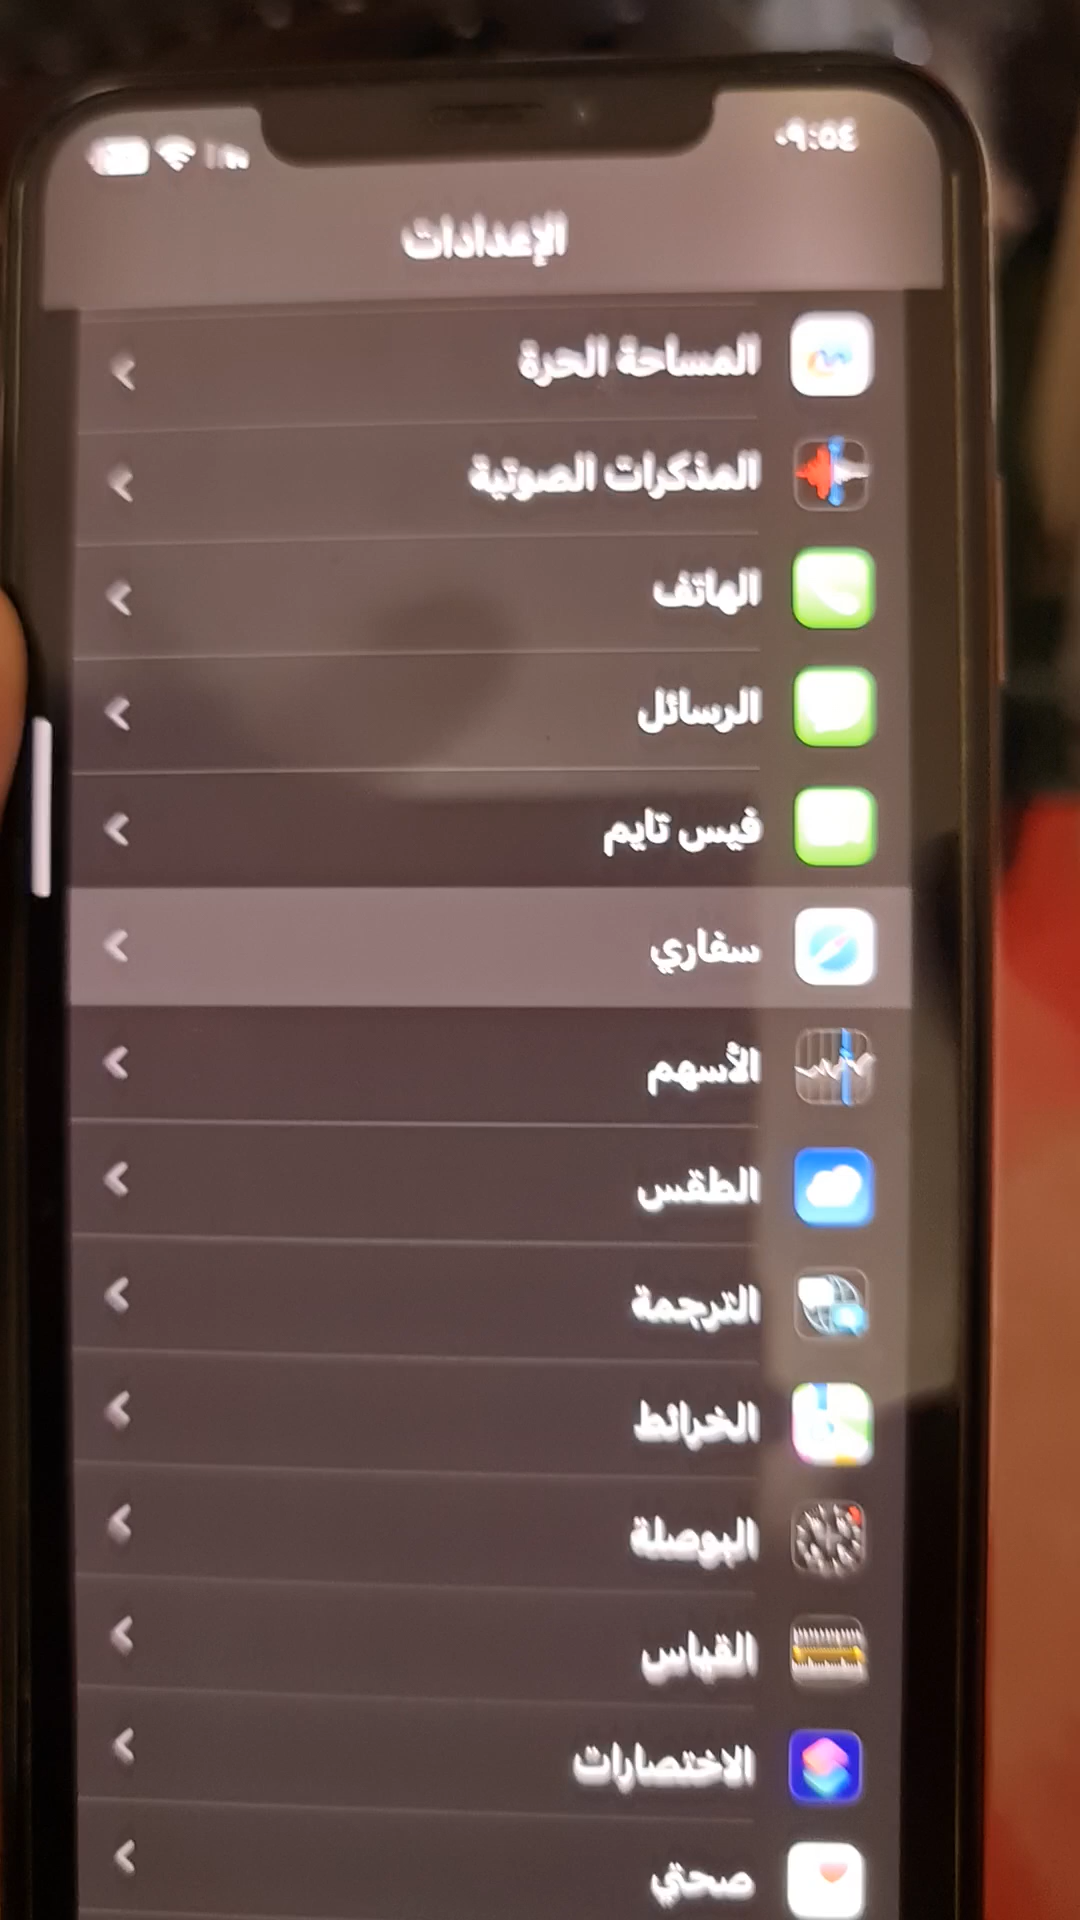 ٠٩:٥٤
الإعدادات
المساحة الحرة
المذكرات الصوتية
الهاتف
الرسائل
فيس تايم
سفاري
الأسهم
الطقس
الترجمة
الخرائط
البوصلة
القياس
الاختصارات
صحتي